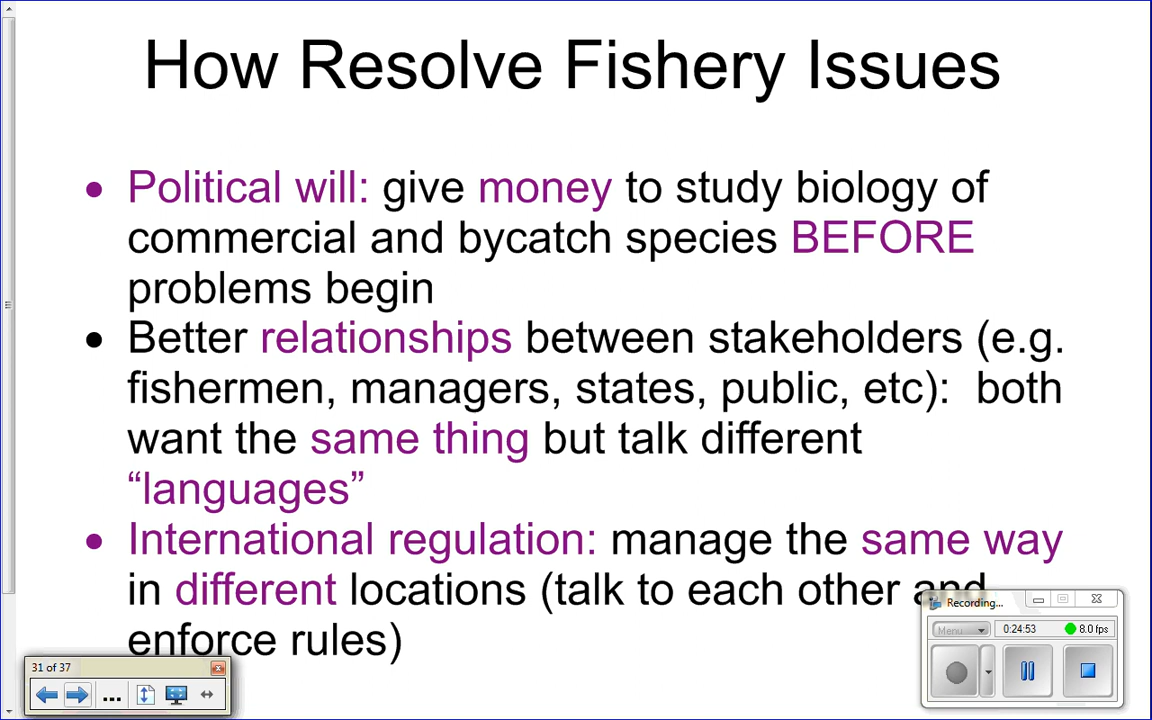 How Resolve Fishery Issues
• Political will: give money to study biology of
commercial and bycatch species BEFORE
problems begin
• Better relationships between stakeholders (e.g.
fishermen, managers, states, public, etc):  both
want the same thing but talk different
“languages”
• International regulation: manage the same way
in different locations (talk to each other and
enforce rules)
Recording...
Menu
0:24:53
8.0 fps
31 of 37
...